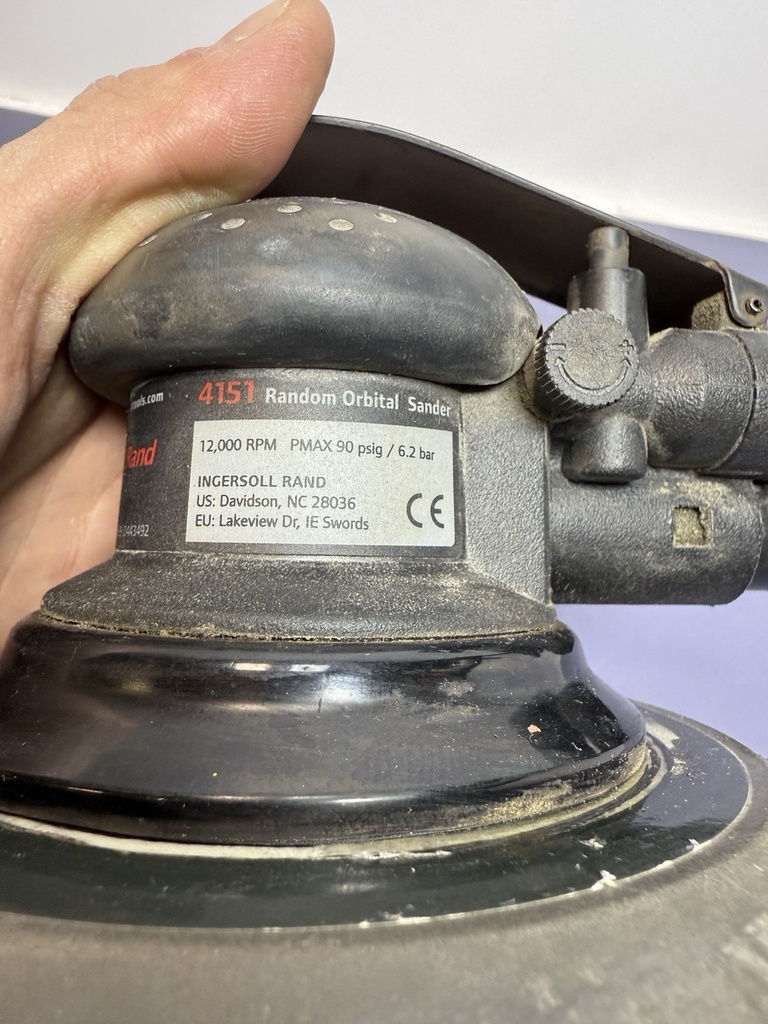 4151 Random Orbital Sander
12,000 RPM PMAX 90 psig / 6.2 bar
INGERSOLL RAND
US: Davidson, NC 28036
EU: Lakeview Dr, IE Swords
CE
Rand
- +